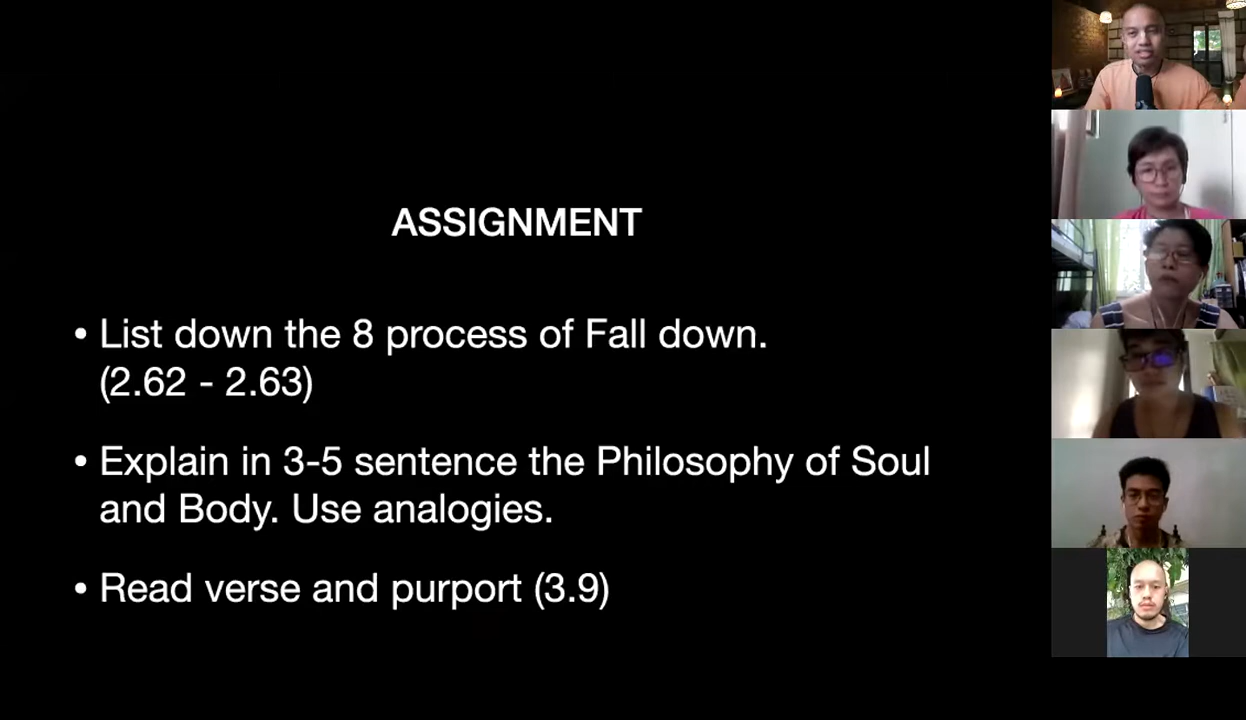 ASSIGNMENT
• List down the 8 process of Fall down.
(2.62 - 2.63)
• Explain in 3-5 sentence the Philosophy of Soul
and Body. Use analogies.
• Read verse and purport (3.9)